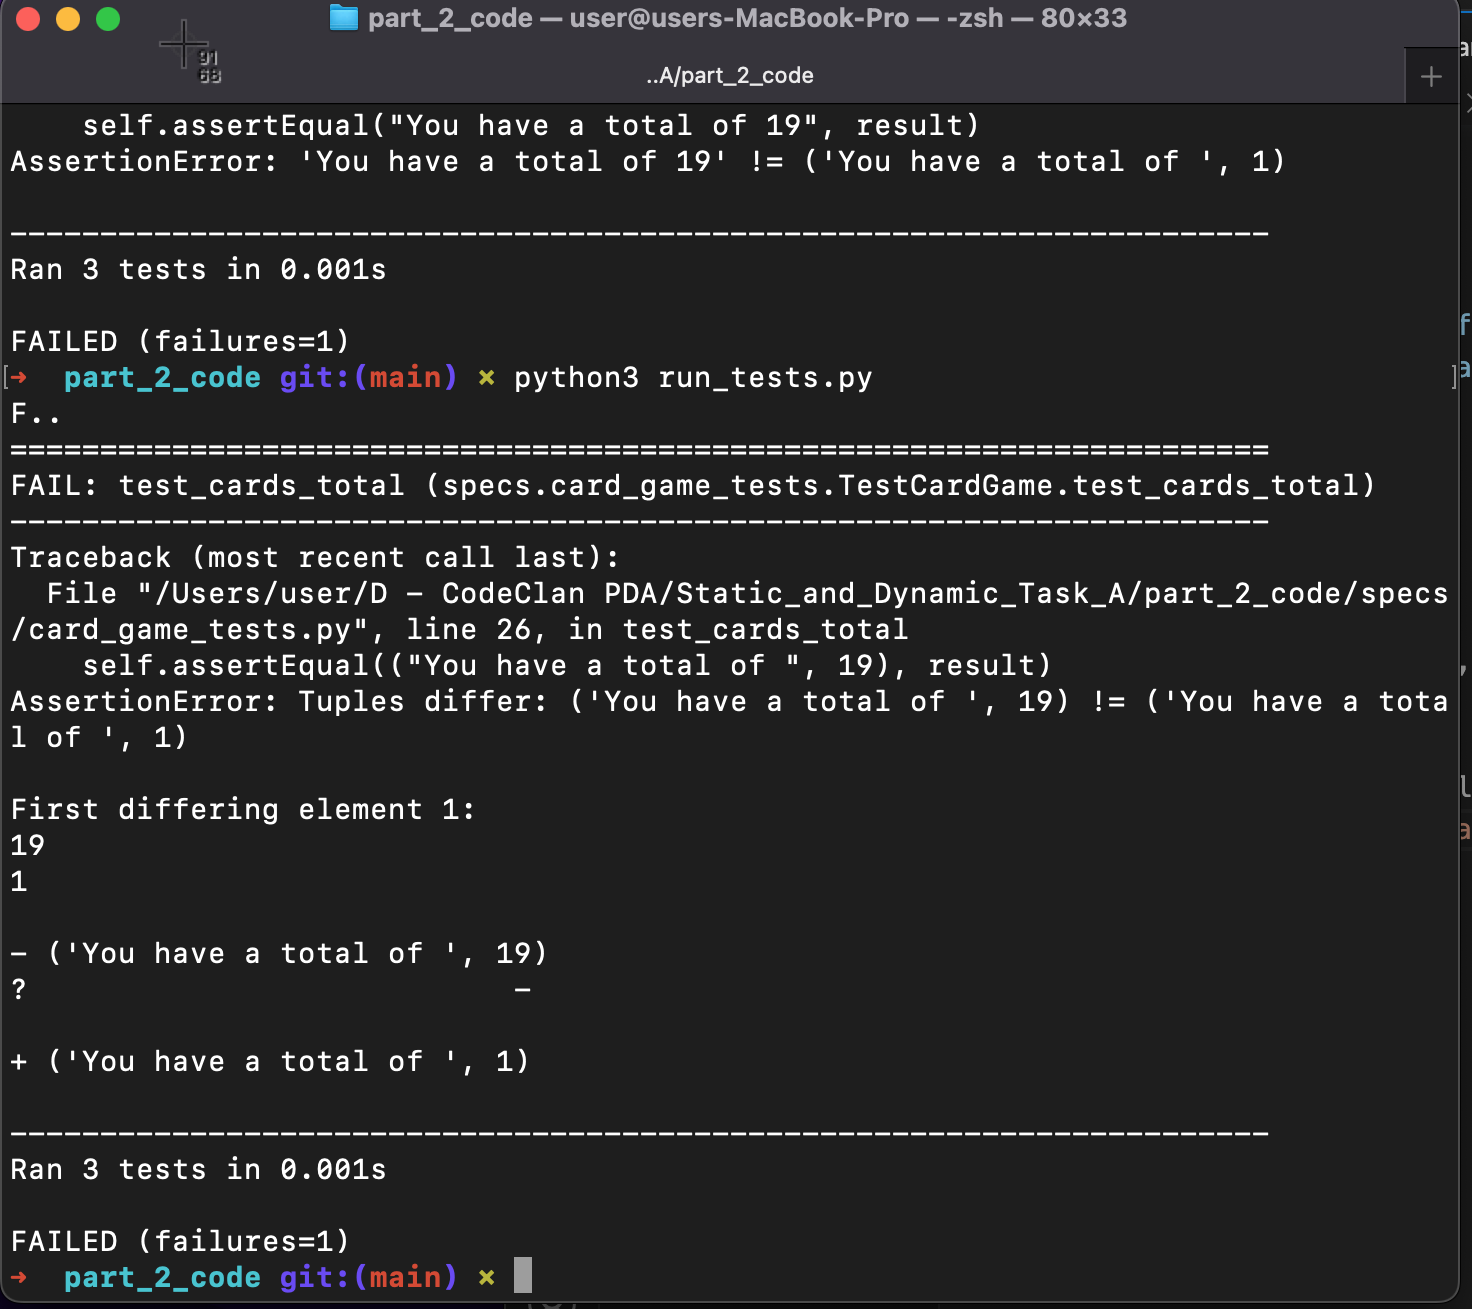 part_2_code — user@users-MacBook-Pro — -zsh — 80×33
91
68
..A/part_2_code
    self.assertEqual("You have a total of 19", result)
AssertionError: 'You have a total of 19' != ('You have a total of ', 1)
----------------------------------------------------------------------
Ran 3 tests in 0.001s
FAILED (failures=1)
[➜  part_2_code git:(main) ✗ python3 run_tests.py ]
F..
======================================================================
FAIL: test_cards_total (specs.card_game_tests.TestCardGame.test_cards_total)
----------------------------------------------------------------------
Traceback (most recent call last):
  File "/Users/user/D - CodeClan PDA/Static_and_Dynamic_Task_A/part_2_code/specs
/card_game_tests.py", line 26, in test_cards_total
    self.assertEqual(("You have a total of ", 19), result)
AssertionError: Tuples differ: ('You have a total of ', 19) != ('You have a tota
l of ', 1)
First differing element 1:
19
1
- ('You have a total of ', 19)
?                            -
+ ('You have a total of ', 1)
----------------------------------------------------------------------
Ran 3 tests in 0.001s
FAILED (failures=1)
➜  part_2_code git:(main) ✗